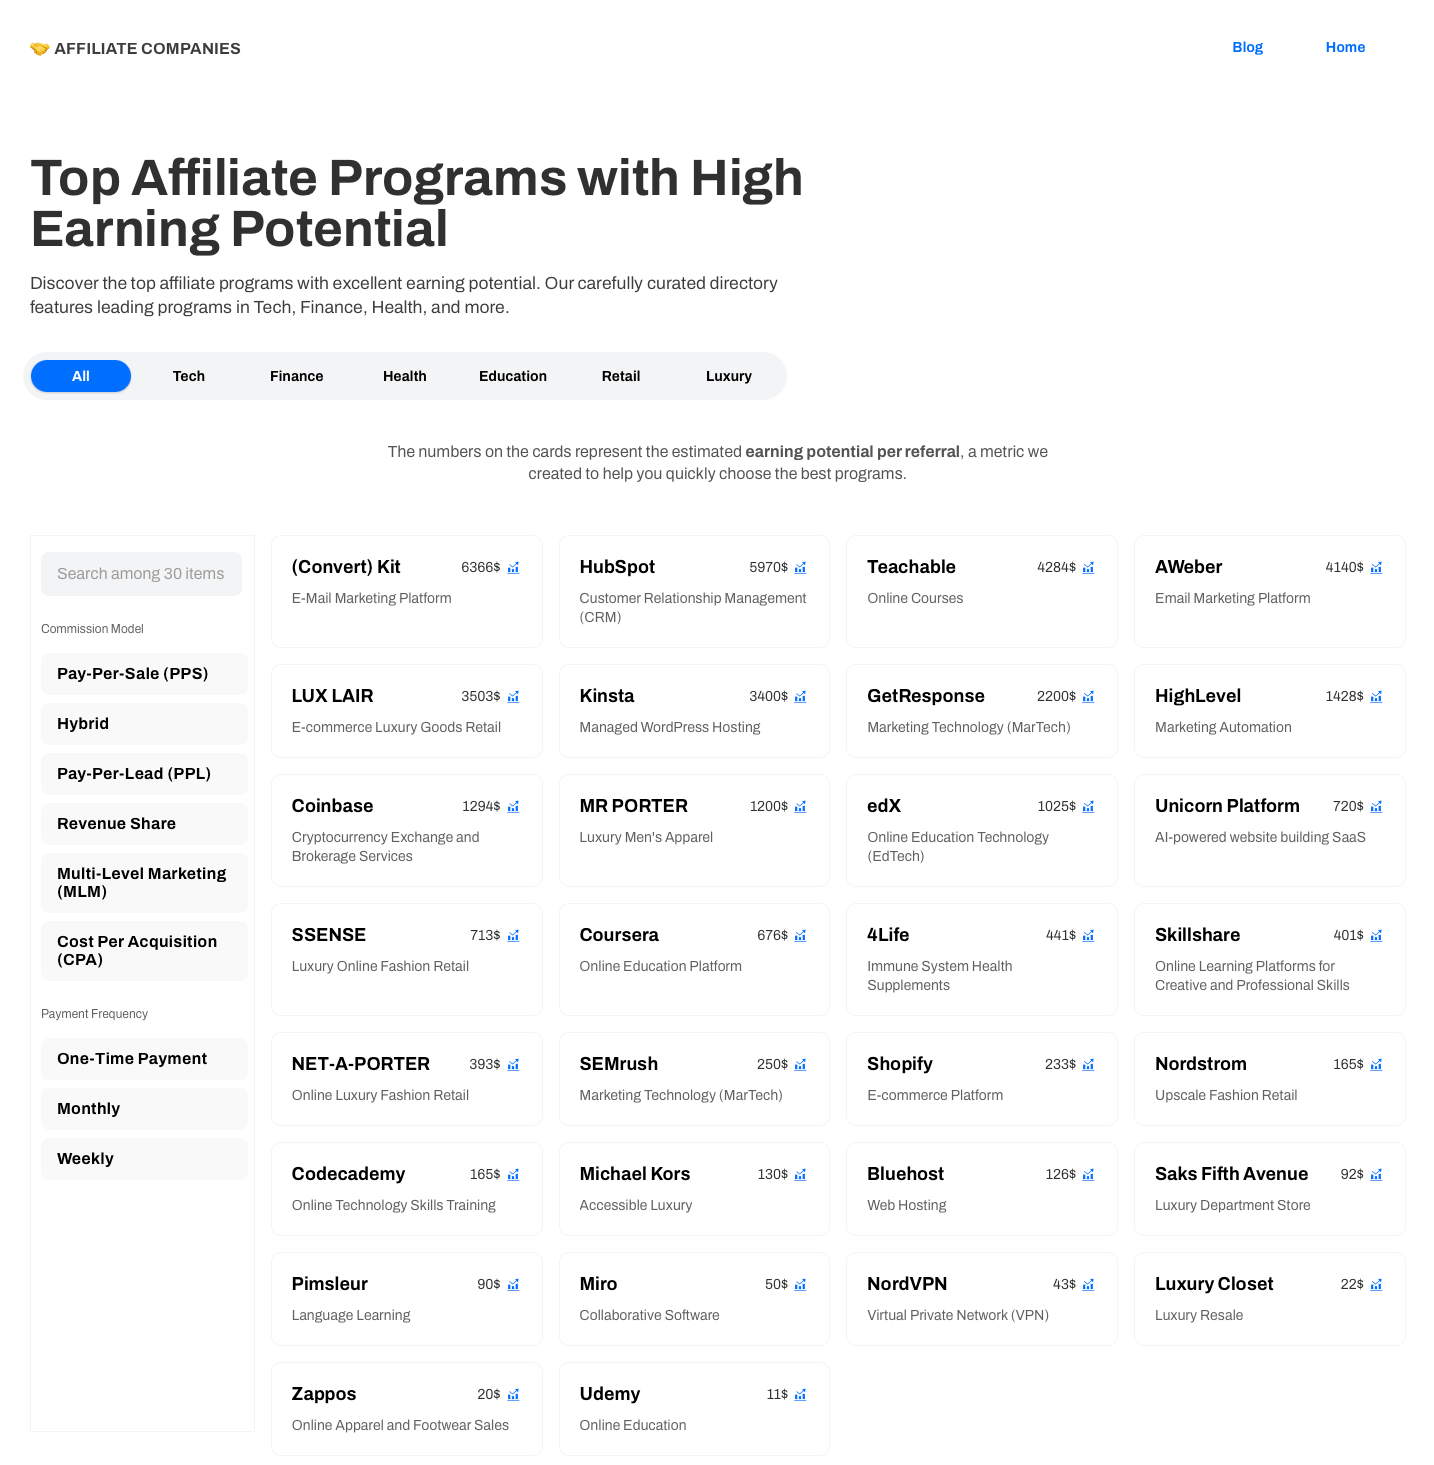 🤝 AFFILIATE COMPANIES
Blog
Home
Top Affiliate Programs with High
Earning Potential
Discover the top affiliate programs with excellent earning potential. Our carefully curated directory
features leading programs in Tech, Finance, Health, and more.
All
Tech
Finance
Health
Education
Retail
Luxury
The numbers on the cards represent the estimated earning potential per referral, a metric we
created to help you quickly choose the best programs.
Search among 30 items
Commission Model
Pay-Per-Sale (PPS)
Hybrid
Pay-Per-Lead (PPL)
Revenue Share
Multi-Level Marketing
(MLM)
Cost Per Acquisition
(CPA)
Payment Frequency
One-Time Payment
Monthly
Weekly
(Convert) Kit 6366$
E-Mail Marketing Platform
HubSpot 5970$
Customer Relationship Management
(CRM)
Teachable 4284$
Online Courses
AWeber 4140$
Email Marketing Platform
LUX LAIR 3503$
E-commerce Luxury Goods Retail
Kinsta 3400$
Managed WordPress Hosting
GetResponse 2200$
Marketing Technology (MarTech)
HighLevel 1428$
Marketing Automation
Coinbase 1294$
Cryptocurrency Exchange and
Brokerage Services
MR PORTER 1200$
Luxury Men's Apparel
edX 1025$
Online Education Technology
(EdTech)
Unicorn Platform 720$
AI-powered website building SaaS
SSENSE 713$
Luxury Online Fashion Retail
Coursera 676$
Online Education Platform
4Life 441$
Immune System Health
Supplements
Skillshare 401$
Online Learning Platforms for
Creative and Professional Skills
NET-A-PORTER 393$
Online Luxury Fashion Retail
SEMrush 250$
Marketing Technology (MarTech)
Shopify 233$
E-commerce Platform
Nordstrom 165$
Upscale Fashion Retail
Codecademy 165$
Online Technology Skills Training
Michael Kors 130$
Accessible Luxury
Bluehost 126$
Web Hosting
Saks Fifth Avenue 92$
Luxury Department Store
Pimsleur 90$
Language Learning
Miro 50$
Collaborative Software
NordVPN 43$
Virtual Private Network (VPN)
Luxury Closet 22$
Luxury Resale
Zappos 20$
Online Apparel and Footwear Sales
Udemy 11$
Online Education